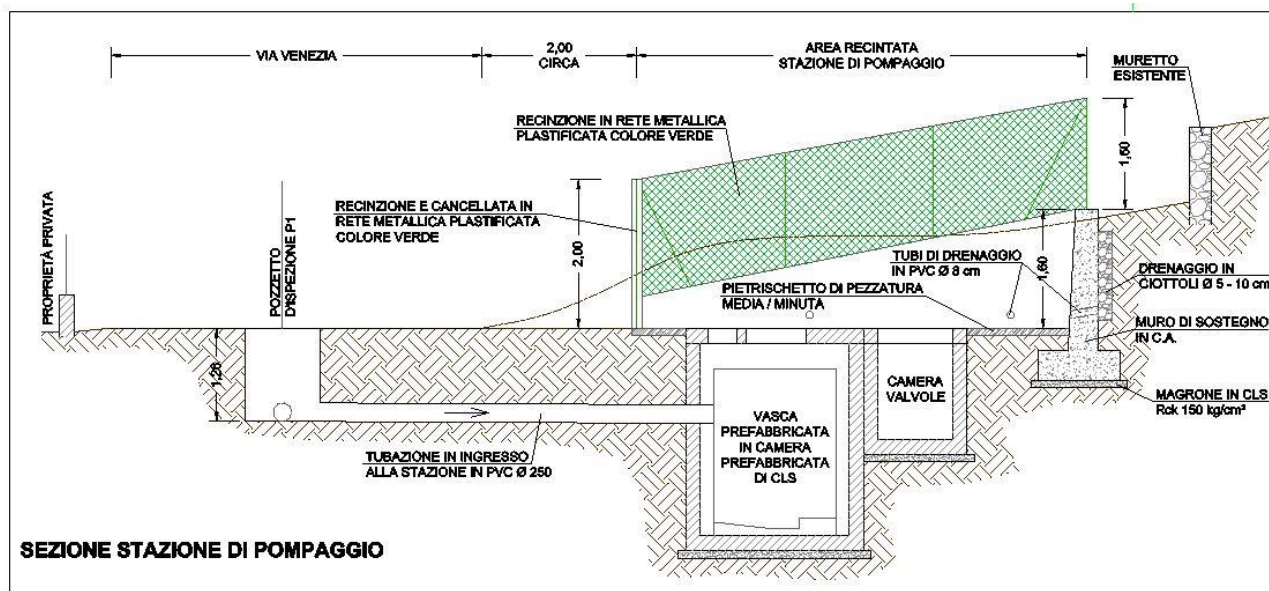 VIA VENEZIA
2,00
CIRCA
AREA RECINTATA
STAZIONE DI POMPAGGIO
MURETTO
ESISTENTE
RECINZIONE IN RETE METALLICA
PLASTIFICATA COLORE VERDE
1,60
PROPRIETÀ PRIVATA
POZZETTO
D'ISPEZIONE P1
RECINZIONE E CANCELLATA IN
RETE METALLICA PLASTIFICATA
COLORE VERDE
2,00
TUBI DI DRENAGGIO
IN PVC Ø 8 cm
1,60
DRENAGGIO IN
CIOTTOLI Ø 5 - 10 cm
PIETRISCHETTO DI PEZZATURA
MEDIA / MINUTA
MURO DI SOSTEGNO
IN C.A.
1,26
CAMERA
VALVOLE
MAGRONE IN CLS
Rck 150 kg/cm²
VASCA
PREFABBRICATA
IN CAMERA
PREFABBRICATA
DI CLS
TUBAZIONE IN INGRESSO
ALLA STAZIONE IN PVC Ø 250
SEZIONE STAZIONE DI POMPAGGIO